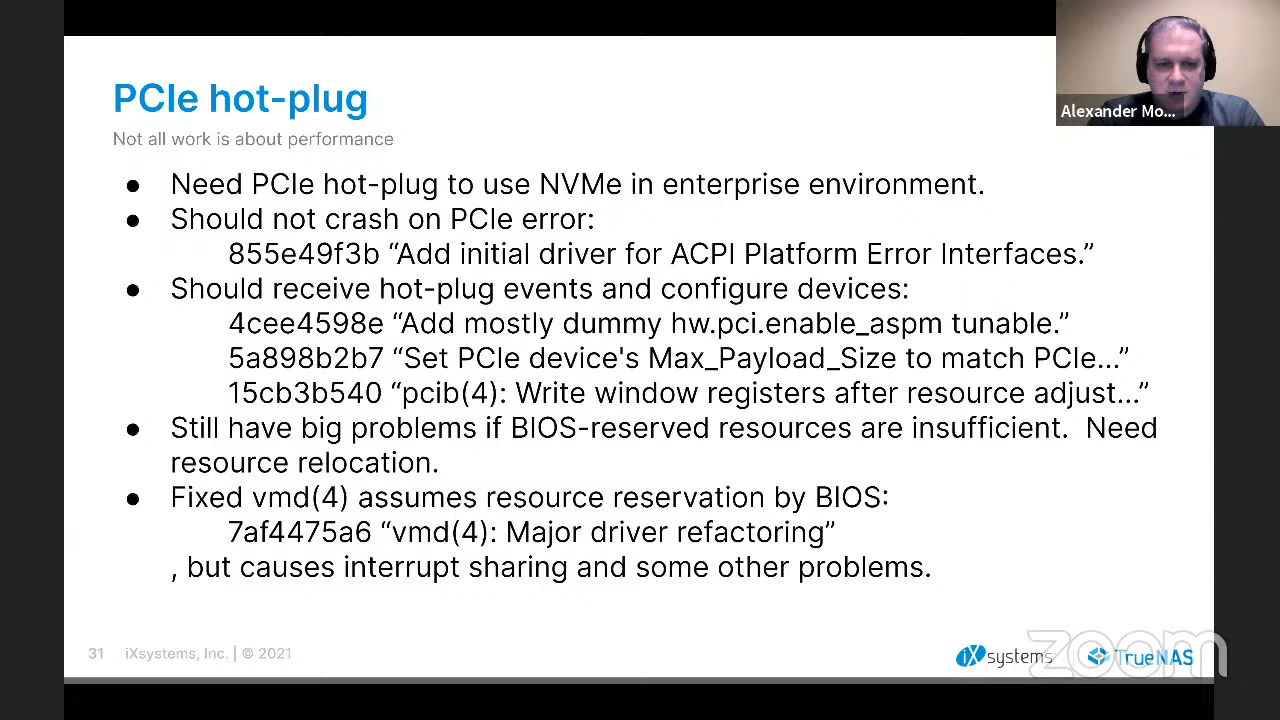 PCIe hot-plug
Not all work is about performance
Alexander Mo...
● Need PCIe hot-plug to use NVMe in enterprise environment.
● Should not crash on PCIe error:
855e49f3b “Add initial driver for ACPI Platform Error Interfaces.”
● Should receive hot-plug events and configure devices:
4cee4598e “Add mostly dummy hw.pci.enable_aspm tunable.”
5a898b2b7 “Set PCIe device's Max_Payload_Size to match PCIe...”
15cb3b540 “pcib(4): Write window registers after resource adjust...”
● Still have big problems if BIOS-reserved resources are insufficient. Need
resource relocation.
● Fixed vmd(4) assumes resource reservation by BIOS:
7af4475a6 “vmd(4): Major driver refactoring”
, but causes interrupt sharing and some other problems.
31 iXsystems, Inc. | © 2021
iXsystems TrueNAS
zoom